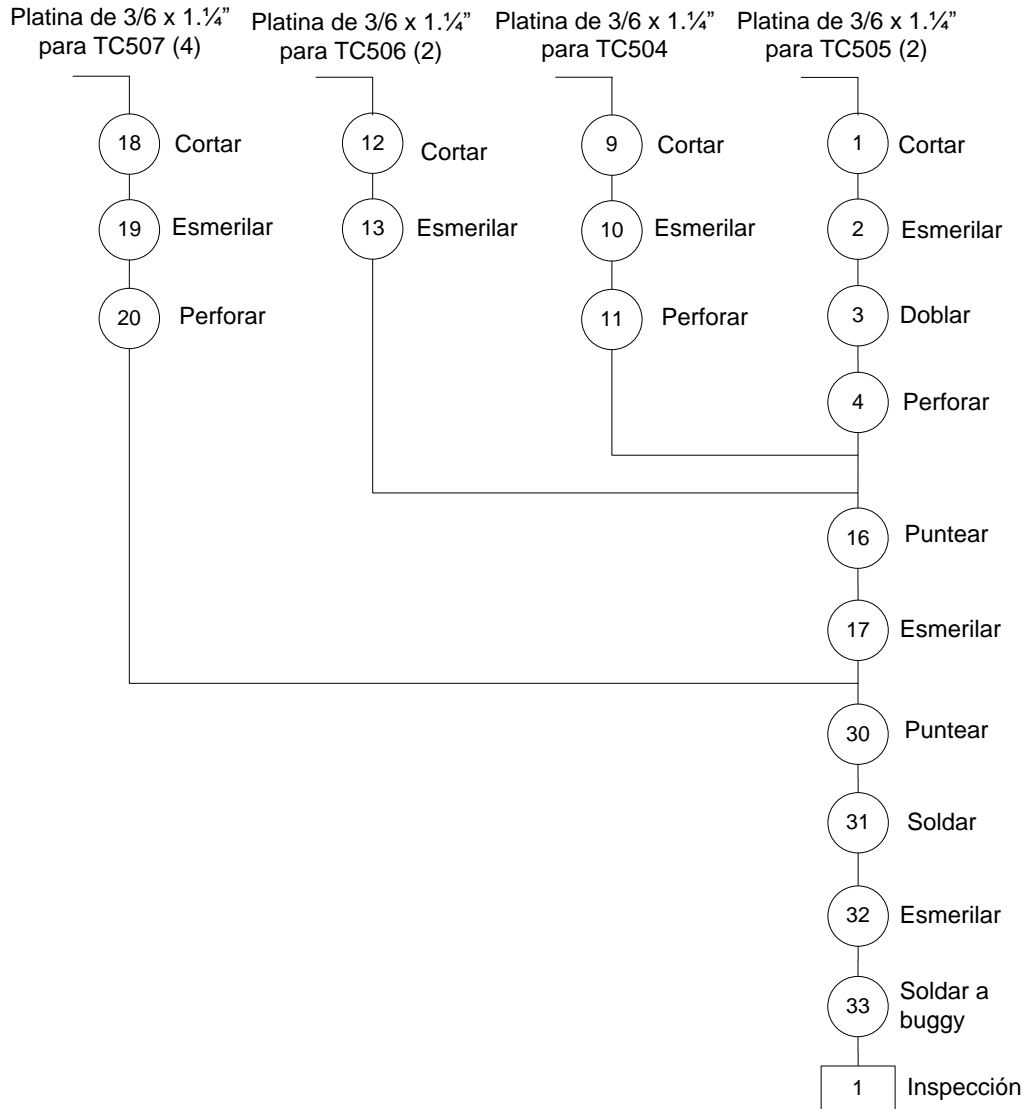 Platina de 3/6 x 1.¼”
para TC507 (4)
Platina de 3/6 x 1.¼”
para TC506 (2)
Platina de 3/6 x 1.¼”
para TC504
Platina de 3/6 x 1.¼”
para TC505 (2)
18 Cortar
12 Cortar
9 Cortar
1 Cortar
19 Esmerilar
13 Esmerilar
10 Esmerilar
2 Esmerilar
20 Perforar
11 Perforar
3 Doblar
4 Perforar
16 Puntear
17 Esmerilar
30 Puntear
31 Soldar
32 Esmerilar
33 Soldar a
buggy
1 Inspección